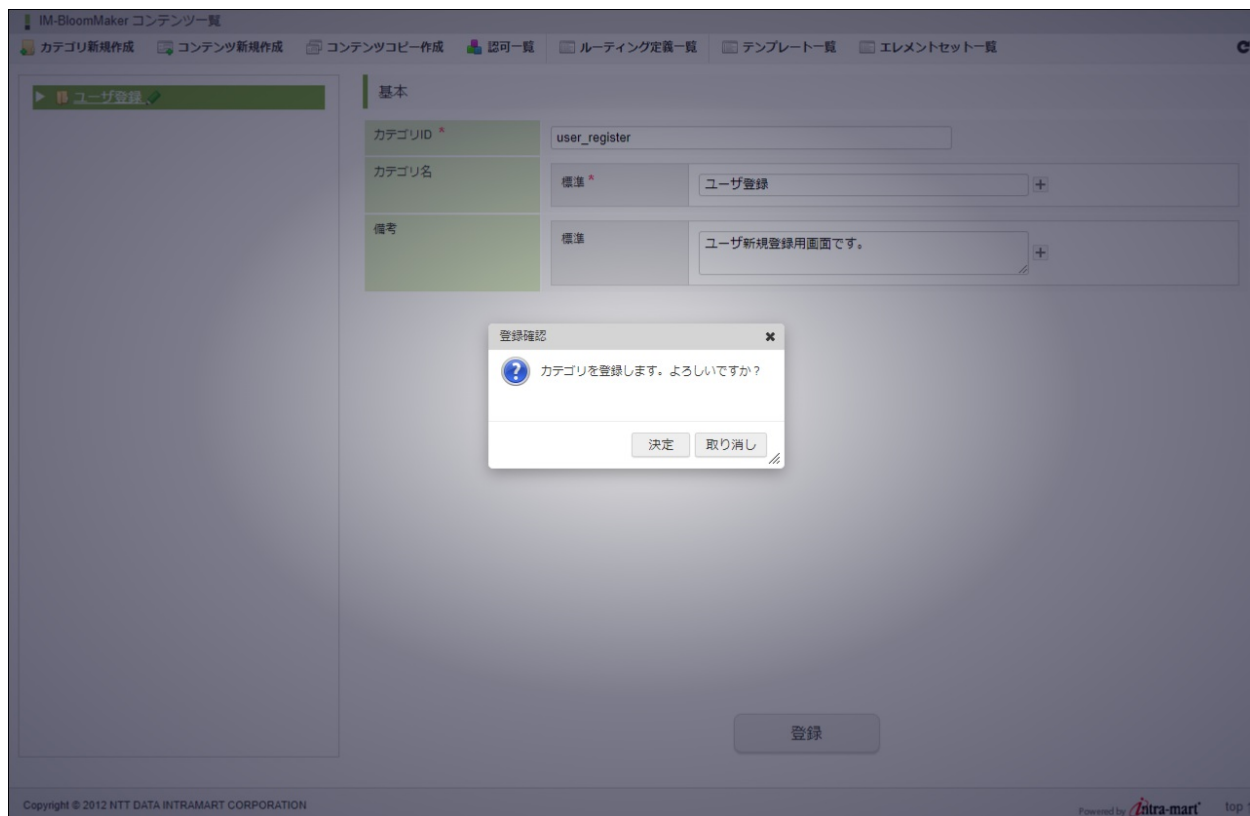 IM-BloomMaker コンテンツ一覧
カテゴリ新規作成 コンテンツ新規作成 コンテンツコピー作成 認可一覧 ルーティング定義一覧 テンプレート一覧 エレメントセット一覧
ユーザ登録
基本
カテゴリID * user_register
カテゴリ名 標準 * ユーザ登録
備考 標準 ユーザ新規登録用画面です。
登録確認
カテゴリを登録します。よろしいですか？
決定 取り消し
登録
Copyright © 2012 NTT DATA INTRAMART CORPORATION
Powered by intra-mart top